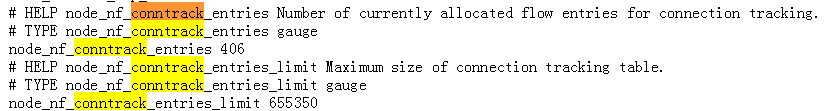 # HELP node_nf_conntrack_entries Number of currently allocated flow entries for connection tracking.
# TYPE node_nf_conntrack_entries gauge
node_nf_conntrack_entries 406
# HELP node_nf_conntrack_entries_limit Maximum size of connection tracking table.
# TYPE node_nf_conntrack_entries_limit gauge
node_nf_conntrack_entries_limit 655350